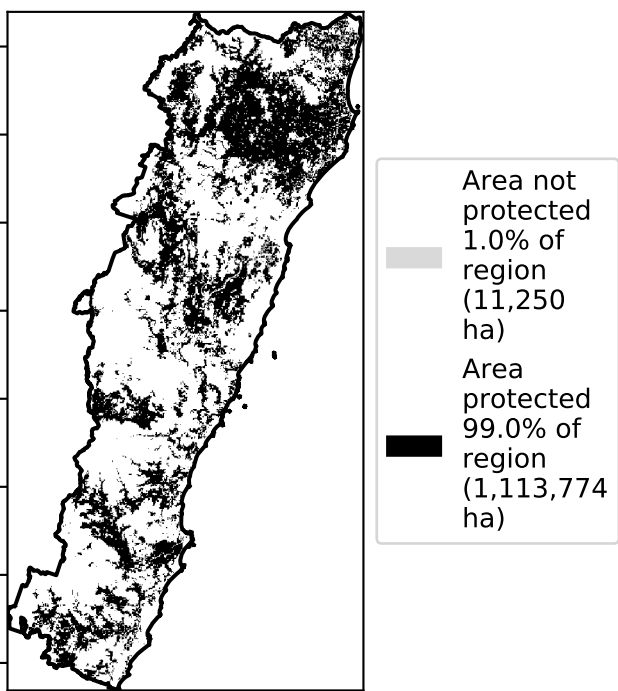 Area not
protected
1.0% of
region
(11,250
ha)
Area
protected
99.0% of
region
(1,113,774
ha)